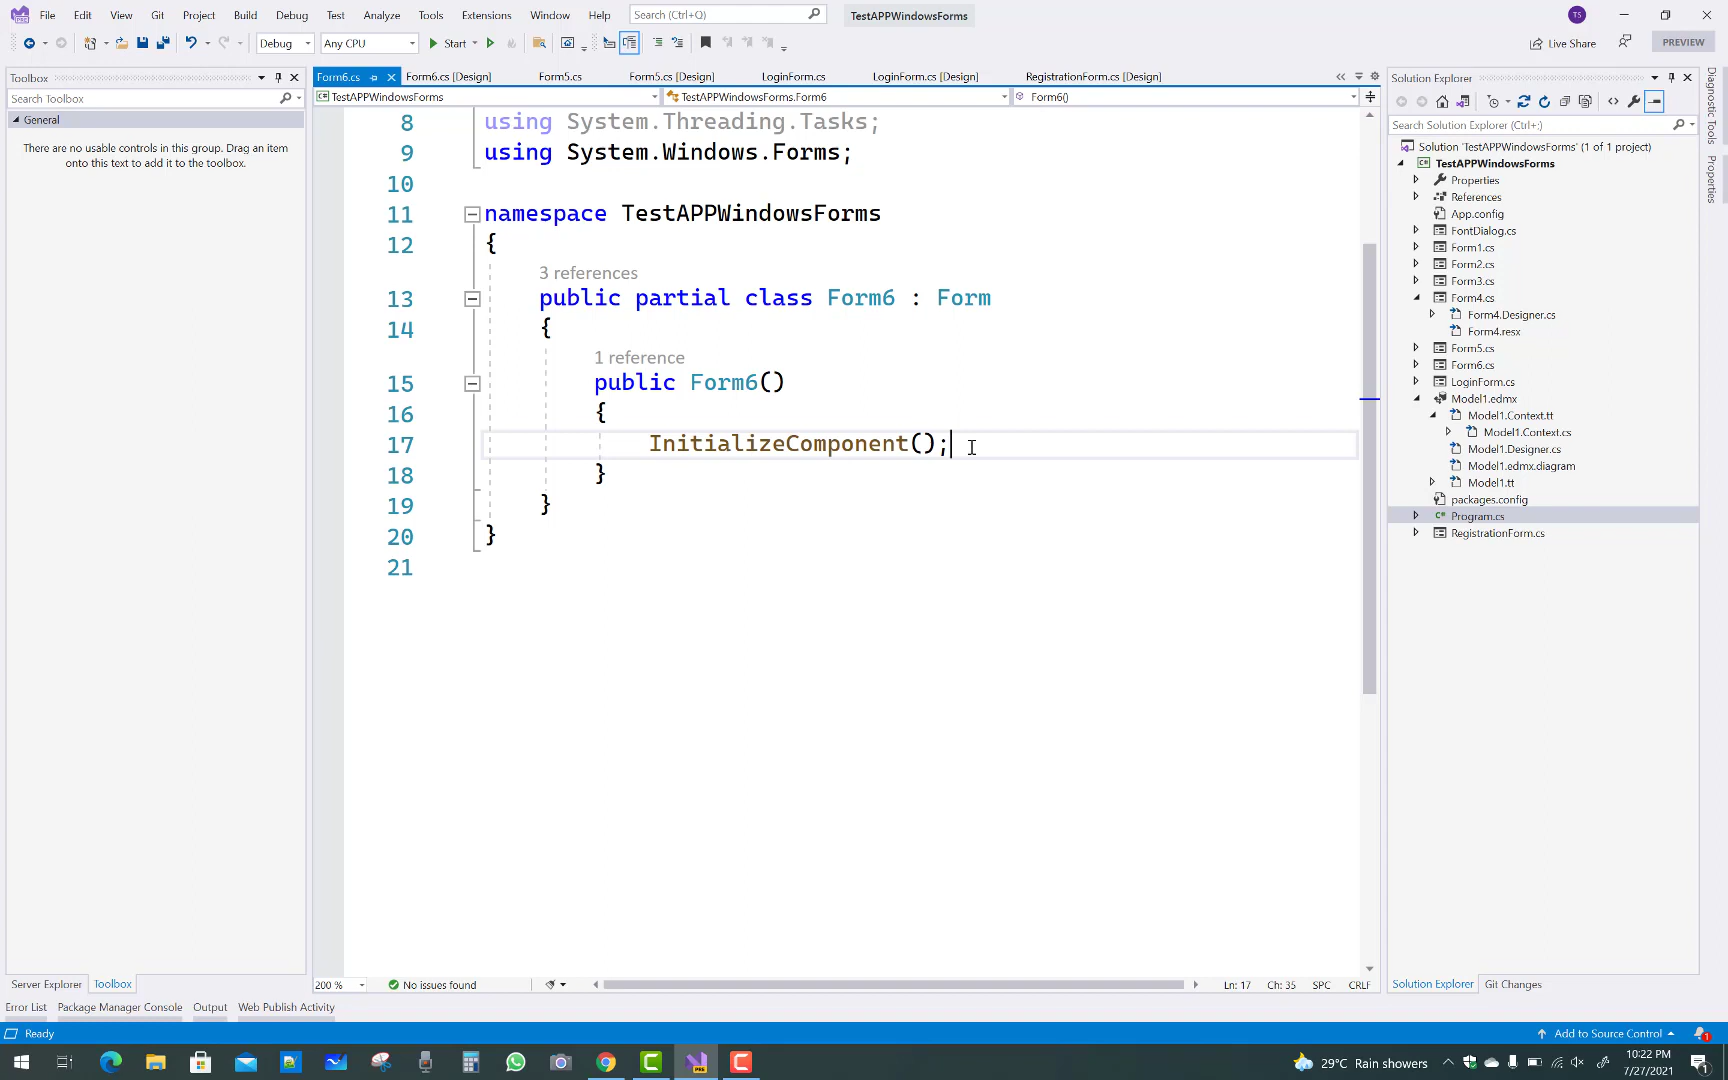 File Edit View Git Project Build Debug Test Analyze Tools Extensions Window Help Search (Ctrl+Q) TestAPPWindowsForms TS
Debug Any CPU Start Live Share PREVIEW
Toolbox
Search Toolbox
General
There are no usable controls in this group. Drag an item
onto this text to add it to the toolbox.
Form6.cs Form6.cs [Design] Form5.cs Form5.cs [Design] LoginForm.cs LoginForm.cs [Design] RegistrationForm.cs [Design]
TestAPPWindowsForms TestAPPWindowsForms.Form6 Form6()
8 using System.Threading.Tasks;
9 using System.Windows.Forms;
10
11 namespace TestAPPWindowsForms
12 {
3 references
13 public partial class Form6 : Form
14 {
1 reference
15 public Form6()
16 {
17 InitializeComponent();
18 }
19 }
20 }
21
200 % No issues found Ln: 17 Ch: 35 SPC CRLF
Solution Explorer
Search Solution Explorer (Ctrl+;)
Solution 'TestAPPWindowsForms' (1 of 1 project)
TestAPPWindowsForms
Properties
References
App.config
FontDialog.cs
Form1.cs
Form2.cs
Form3.cs
Form4.cs
Form4.Designer.cs
Form4.resx
Form5.cs
Form6.cs
LoginForm.cs
Model1.edmx
Model1.Context.tt
Model1.Context.cs
Model1.Designer.cs
Model1.edmx.diagram
Model1.tt
packages.config
Program.cs
RegistrationForm.cs
Diagnostic Tools
Properties
Server Explorer Toolbox
Solution Explorer Git Changes
Error List Package Manager Console Output Web Publish Activity
Ready Add to Source Control 1
29°C Rain showers 10:22 PM
7/27/2021 1